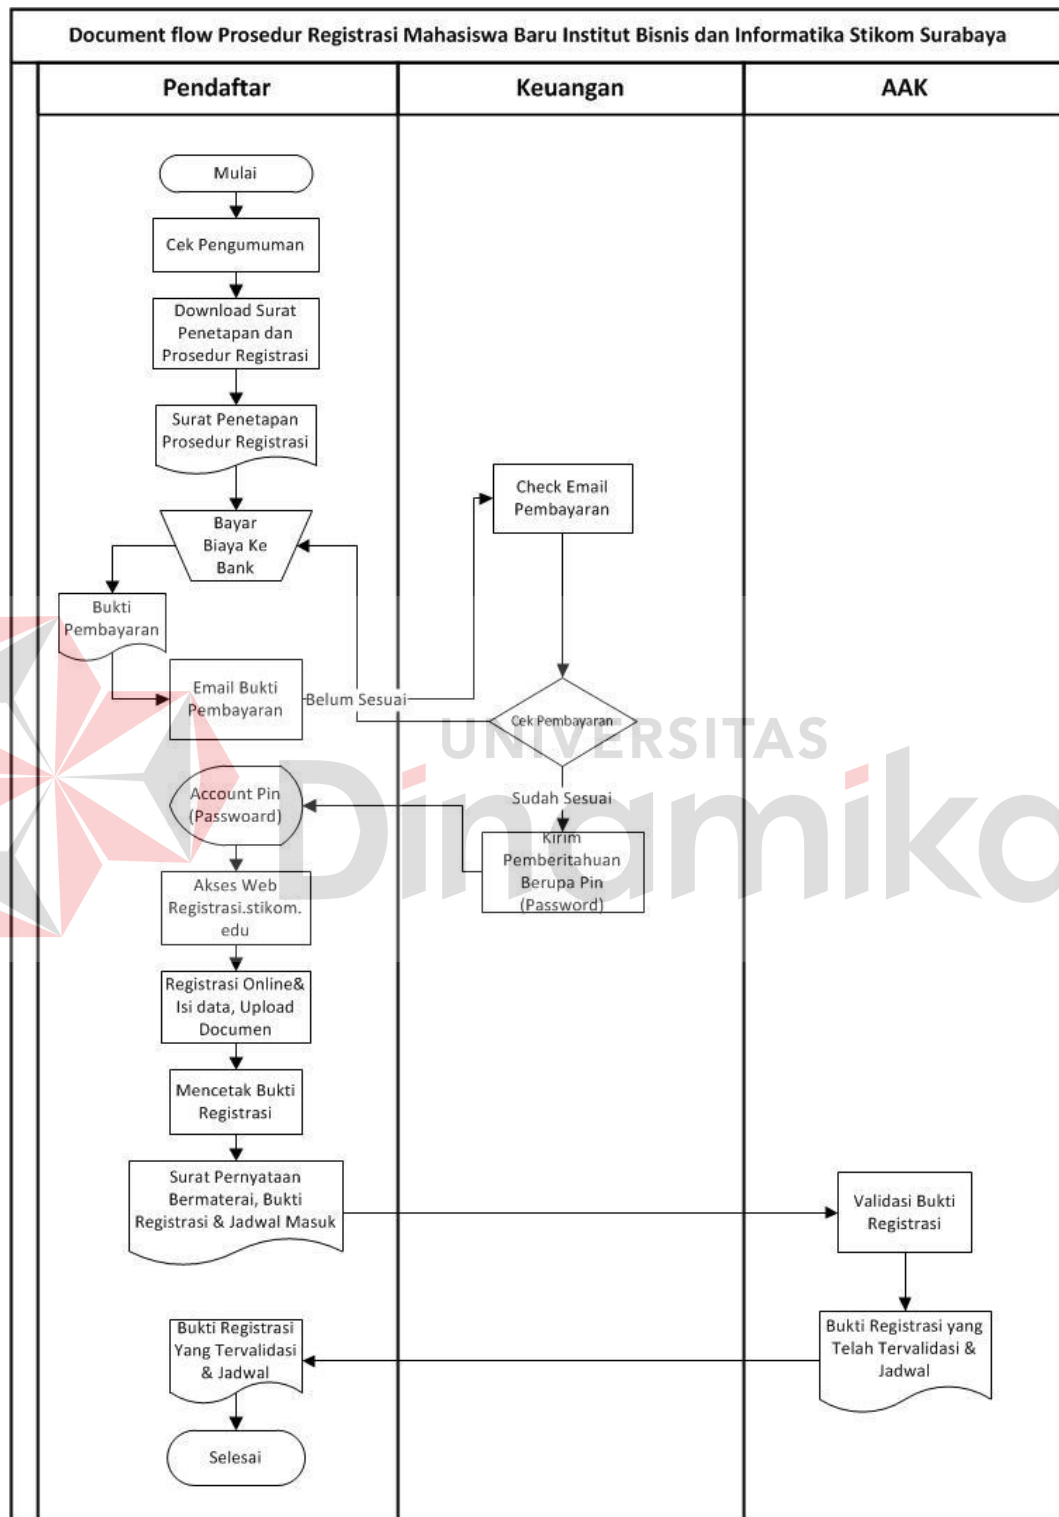 Document flow Prosedur Registrasi Mahasiswa Baru Institut Bisnis dan Informatika Stikom Surabaya
Pendaftar
Keuangan
AAK
Mulai
Cek Pengumuman
Download Surat
Penetapan dan
Prosedur Registrasi
Surat Penetapan
Prosedur Registrasi
Check Email
Pembayaran
Bayar
Biaya Ke
Bank
Bukti
Pembayaran
Email Bukti
Pembayaran
Belum Sesuai
Cek Pembayaran
UNIVERSITAS
Dinamika
Sudah Sesuai
Account Pin
(Passwoard)
Kirim
Pemberitahuan
Berupa Pin
(Password)
Akses Web
Registrasi.stikom.
edu
Registrasi Online&
Isi data, Upload
Documen
Mencetak Bukti
Registrasi
Surat Pernyataan
Bermaterai, Bukti
Registrasi & Jadwal Masuk
Validasi Bukti
Registrasi
Bukti Registrasi yang
Telah Tervalidasi &
Jadwal
Bukti Registrasi
Yang Tervalidasi
& Jadwal
Selesai